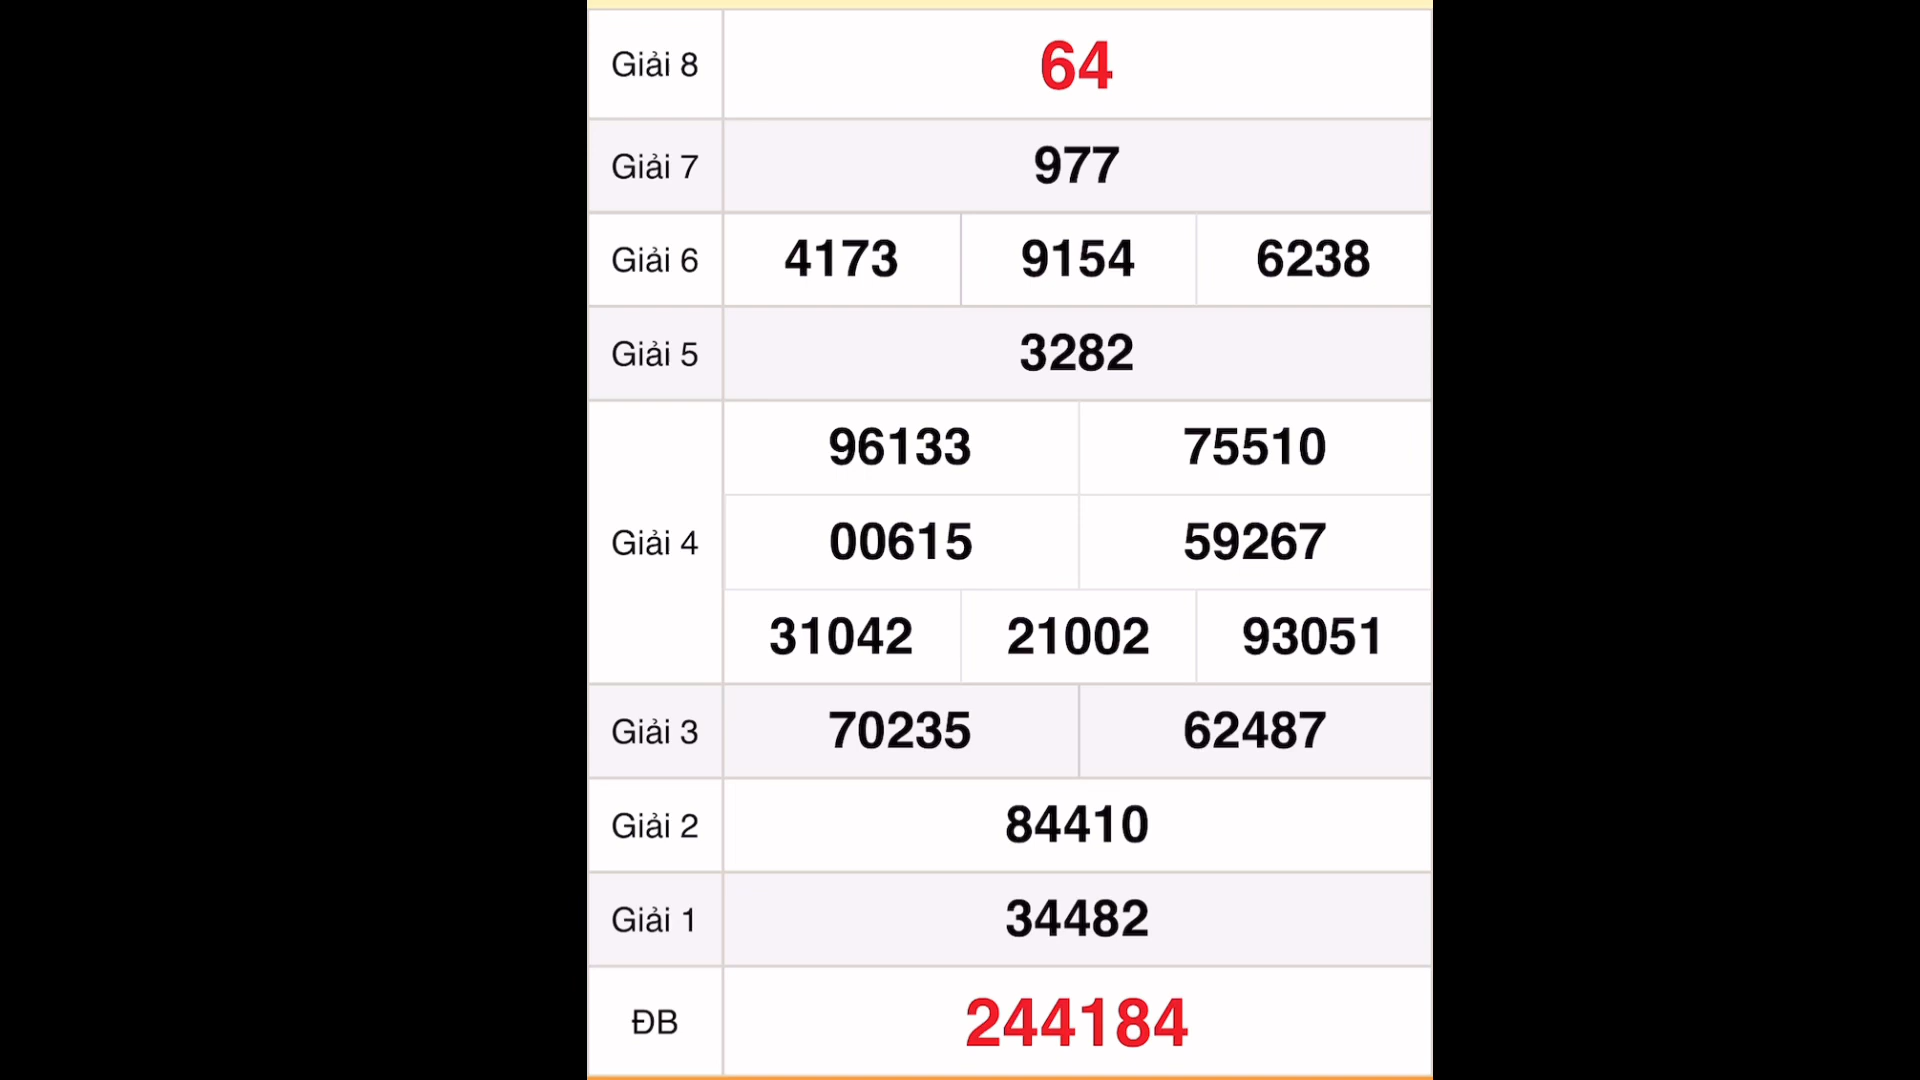 Giải 8 64
Giải 7 977
Giải 6 4173 9154 6238
Giải 5 3282
Giải 4 96133 75510
00615 59267
31042 21002 93051
Giải 3 70235 62487
Giải 2 84410
Giải 1 34482
ĐB 244184